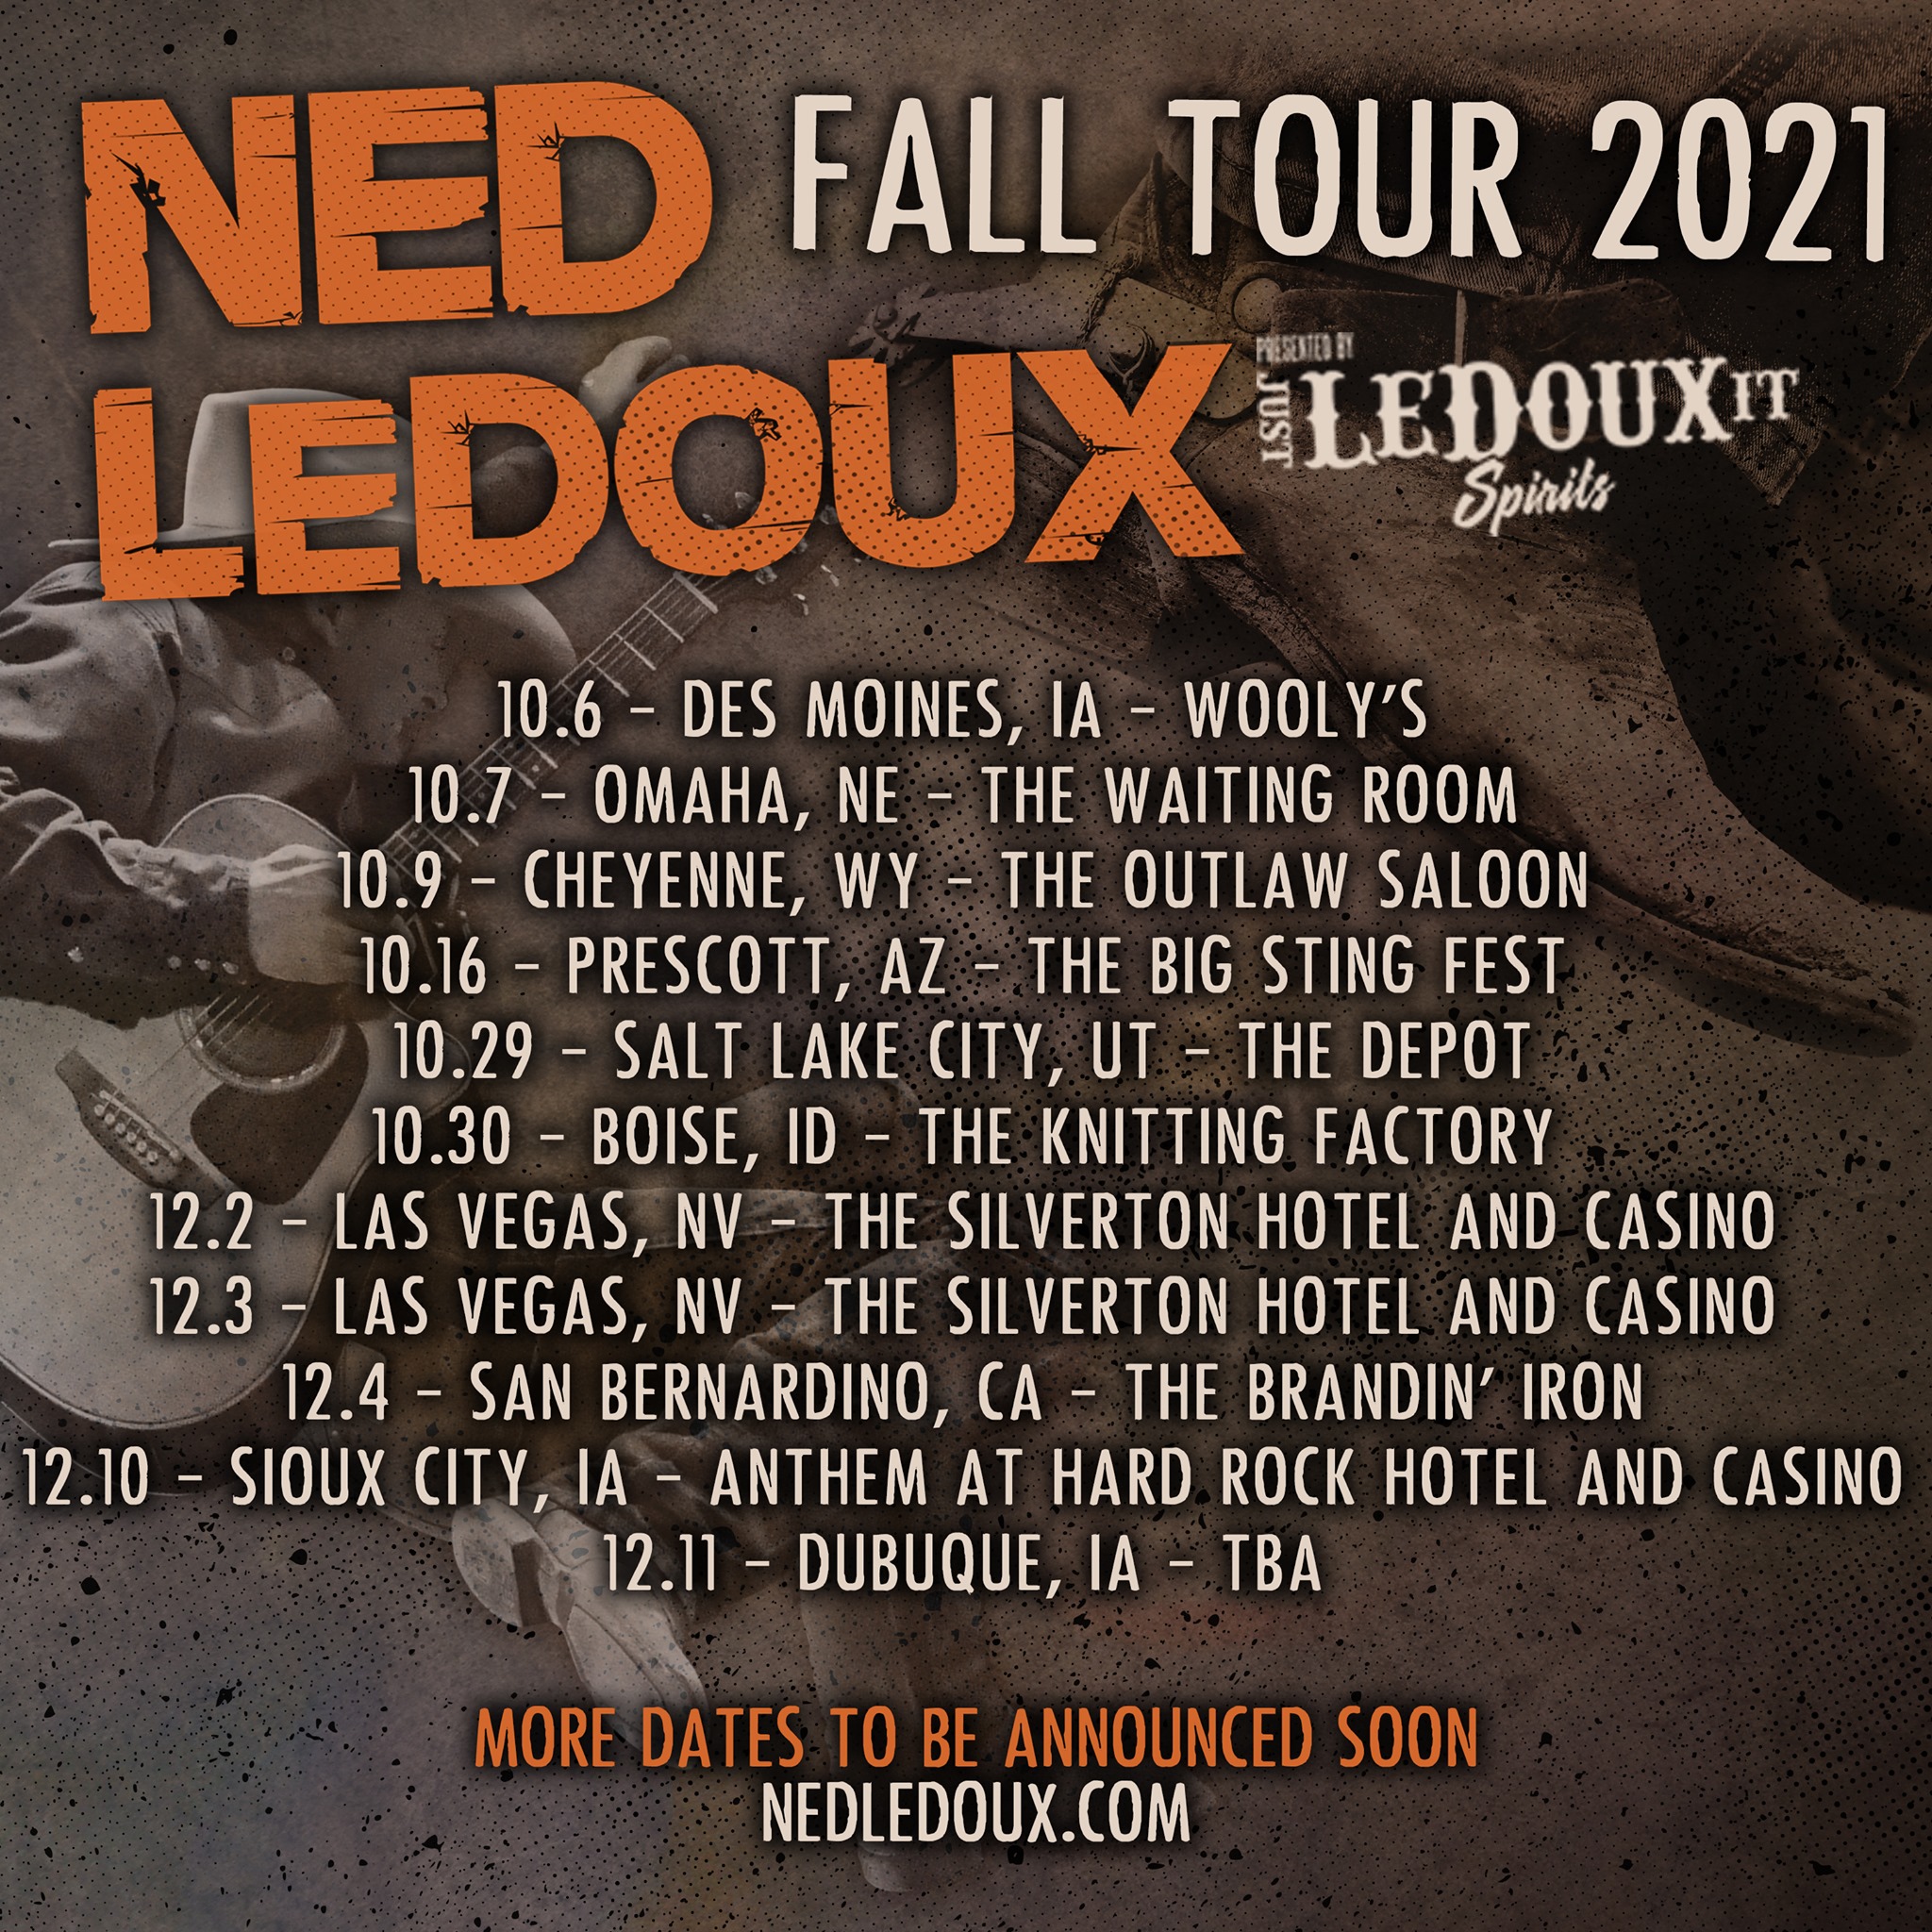 NED
FALL TOUR 2021
LEDOUX
PRESENTED BY
JUST LEDOUX IT
Spirits
10.6 - DES MOINES, IA - WOOLY'S
10.7 - OMAHA, NE - THE WAITING ROOM
10.9 - CHEYENNE, WY - THE OUTLAW SALOON
10.16 - PRESCOTT, AZ - THE BIG STING FEST
10.29 - SALT LAKE CITY, UT - THE DEPOT
10.30 - BOISE, ID - THE KNITTING FACTORY
12.2 - LAS VEGAS, NV - THE SILVERTON HOTEL AND CASINO
12.3 - LAS VEGAS, NV - THE SILVERTON HOTEL AND CASINO
12.4 - SAN BERNARDINO, CA - THE BRANDIN' IRON
12.10 - SIOUX CITY, IA - ANTHEM AT HARD ROCK HOTEL AND CASINO
12.11 - DUBUQUE, IA - TBA
MORE DATES TO BE ANNOUNCED SOON
NEDLEDOUX.COM